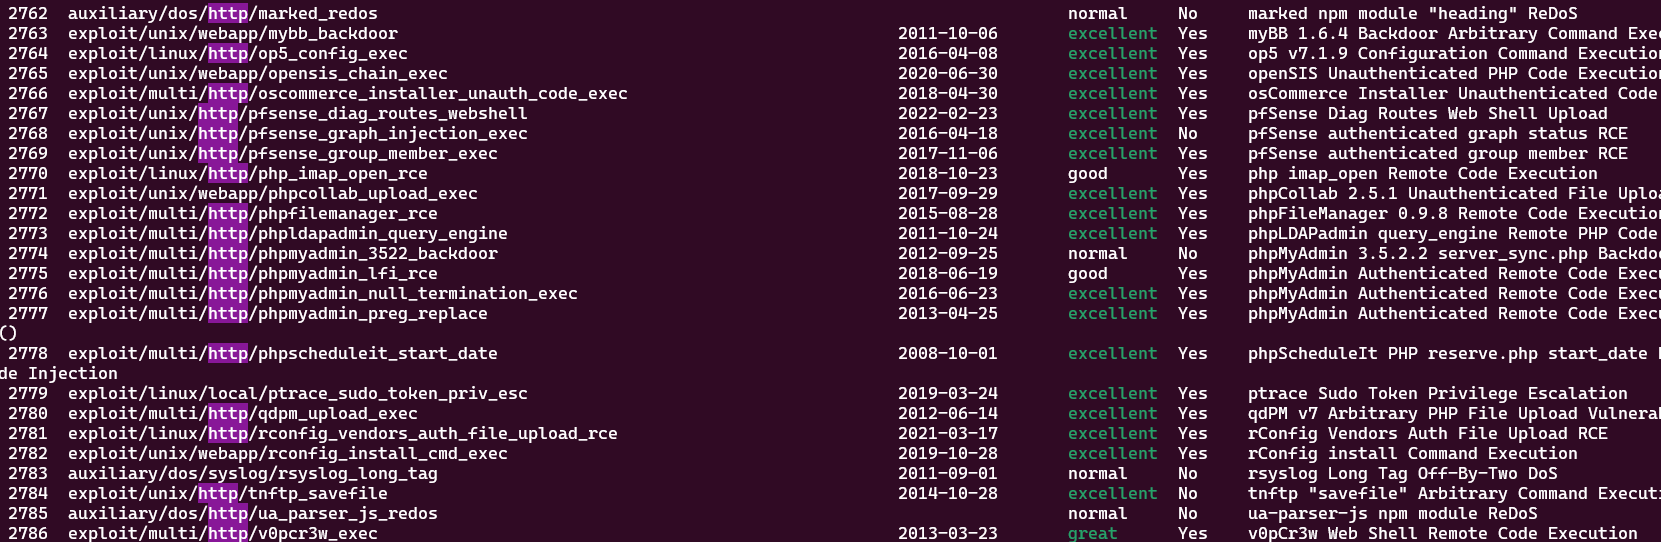 2762 auxiliary/dos/http/marked_redos normal No marked npm module "heading" ReDoS
2763 exploit/unix/webapp/mybb_backdoor 2011-10-06 excellent Yes myBB 1.6.4 Backdoor Arbitrary Command Exec
2764 exploit/linux/http/op5_config_exec 2016-04-08 excellent Yes op5 v7.1.9 Configuration Command Execution
2765 exploit/unix/webapp/opensis_chain_exec 2020-06-30 excellent Yes openSIS Unauthenticated PHP Code Execution
2766 exploit/multi/http/oscommerce_installer_unauth_code_exec 2018-04-30 excellent Yes osCommerce Installer Unauthenticated Code
2767 exploit/unix/http/pfsense_diag_routes_webshell 2022-02-23 excellent Yes pfSense Diag Routes Web Shell Upload
2768 exploit/unix/http/pfsense_graph_injection_exec 2016-04-18 excellent No pfSense authenticated graph status RCE
2769 exploit/unix/http/pfsense_group_member_exec 2017-11-06 excellent Yes pfSense authenticated group member RCE
2770 exploit/linux/http/php_imap_open_rce 2018-10-23 good Yes php imap_open Remote Code Execution
2771 exploit/unix/webapp/phpcollab_upload_exec 2017-09-29 excellent Yes phpCollab 2.5.1 Unauthenticated File Uploa
2772 exploit/multi/http/phpfilemanager_rce 2015-08-28 excellent Yes phpFileManager 0.9.8 Remote Code Execution
2773 exploit/multi/http/phpldapadmin_query_engine 2011-10-24 excellent Yes phpLDAPadmin query_engine Remote PHP Code
2774 exploit/multi/http/phpmyadmin_3522_backdoor 2012-09-25 normal No phpMyAdmin 3.5.2.2 server_sync.php Backdoo
2775 exploit/multi/http/phpmyadmin_lfi_rce 2018-06-19 good Yes phpMyAdmin Authenticated Remote Code Execu
2776 exploit/multi/http/phpmyadmin_null_termination_exec 2016-06-23 excellent Yes phpMyAdmin Authenticated Remote Code Execu
2777 exploit/multi/http/phpmyadmin_preg_replace 2013-04-25 excellent Yes phpMyAdmin Authenticated Remote Code Execu
()
2778 exploit/multi/http/phpscheduleit_start_date 2008-10-01 excellent Yes phpScheduleIt PHP reserve.php start_date
de Injection
2779 exploit/linux/local/ptrace_sudo_token_priv_esc 2019-03-24 excellent Yes ptrace Sudo Token Privilege Escalation
2780 exploit/multi/http/qdpm_upload_exec 2012-06-14 excellent Yes qdPM v7 Arbitrary PHP File Upload Vulnera
2781 exploit/linux/http/rconfig_vendors_auth_file_upload_rce 2021-03-17 excellent Yes rConfig Vendors Auth File Upload RCE
2782 exploit/unix/webapp/rconfig_install_cmd_exec 2019-10-28 excellent Yes rConfig install Command Execution
2783 auxiliary/dos/syslog/rsyslog_long_tag 2011-09-01 normal No rsyslog Long Tag Off-By-Two DoS
2784 exploit/unix/http/tnftp_savefile 2014-10-28 excellent No tnftp "savefile" Arbitrary Command Executi
2785 auxiliary/dos/http/ua_parser_js_redos normal No ua-parser-js npm module ReDoS
2786 exploit/multi/http/v0pcr3w_exec 2013-03-23 great Yes v0pCr3w Web Shell Remote Code Execution